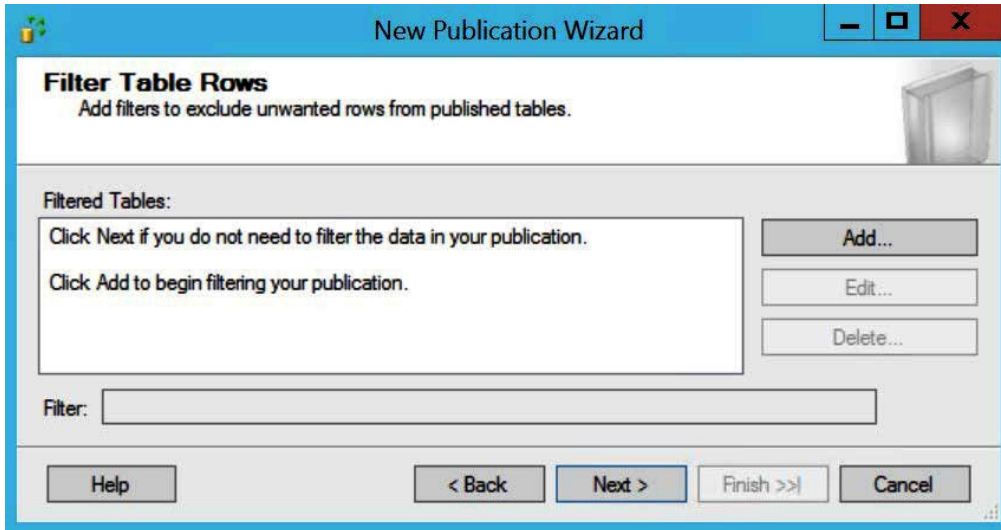 New Publication Wizard
Filter Table Rows
Add filters to exclude unwanted rows from published tables.
Filtered Tables:
Click Next if you do not need to filter the data in your publication.
Click Add to begin filtering your publication.
Add...
Edit...
Delete...
Filter:
Help
< Back
Next >
Finish >>|
Cancel